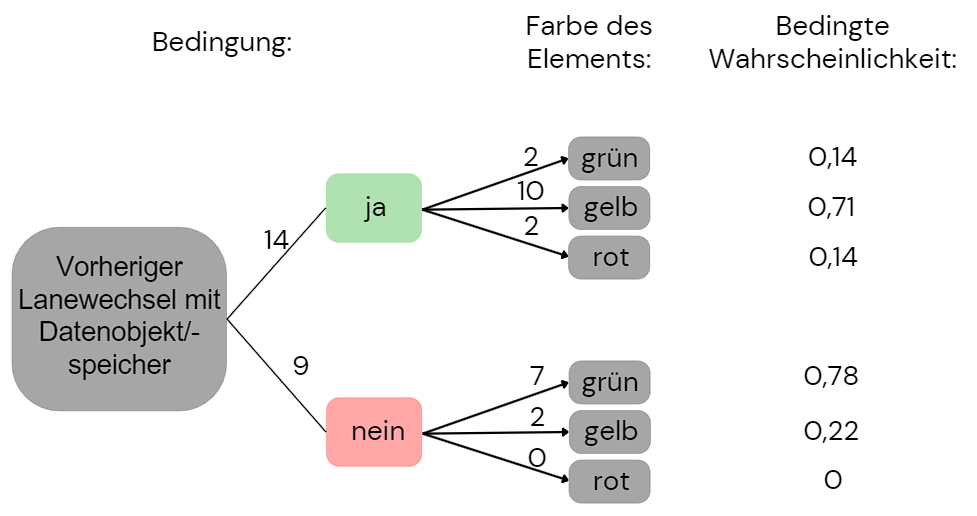 Bedingung:
Farbe des
Elements:
Bedingte
Wahrscheinlichkeit:
Vorheriger
Lanewechsel mit
Datenobjekt/-
speicher
14
ja
2
grün
0,14
10
gelb
0,71
2
rot
0,14
9
nein
7
grün
0,78
2
gelb
0,22
0
rot
0